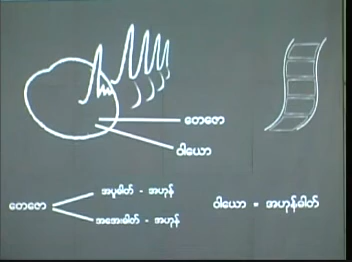 တေဇော
ဝါယော
အပူဓါတ် - အဟုန်
တေဇော
အအေးဓါတ် - အဟုန်
ဝါယော = အဟုန်ဓါတ်